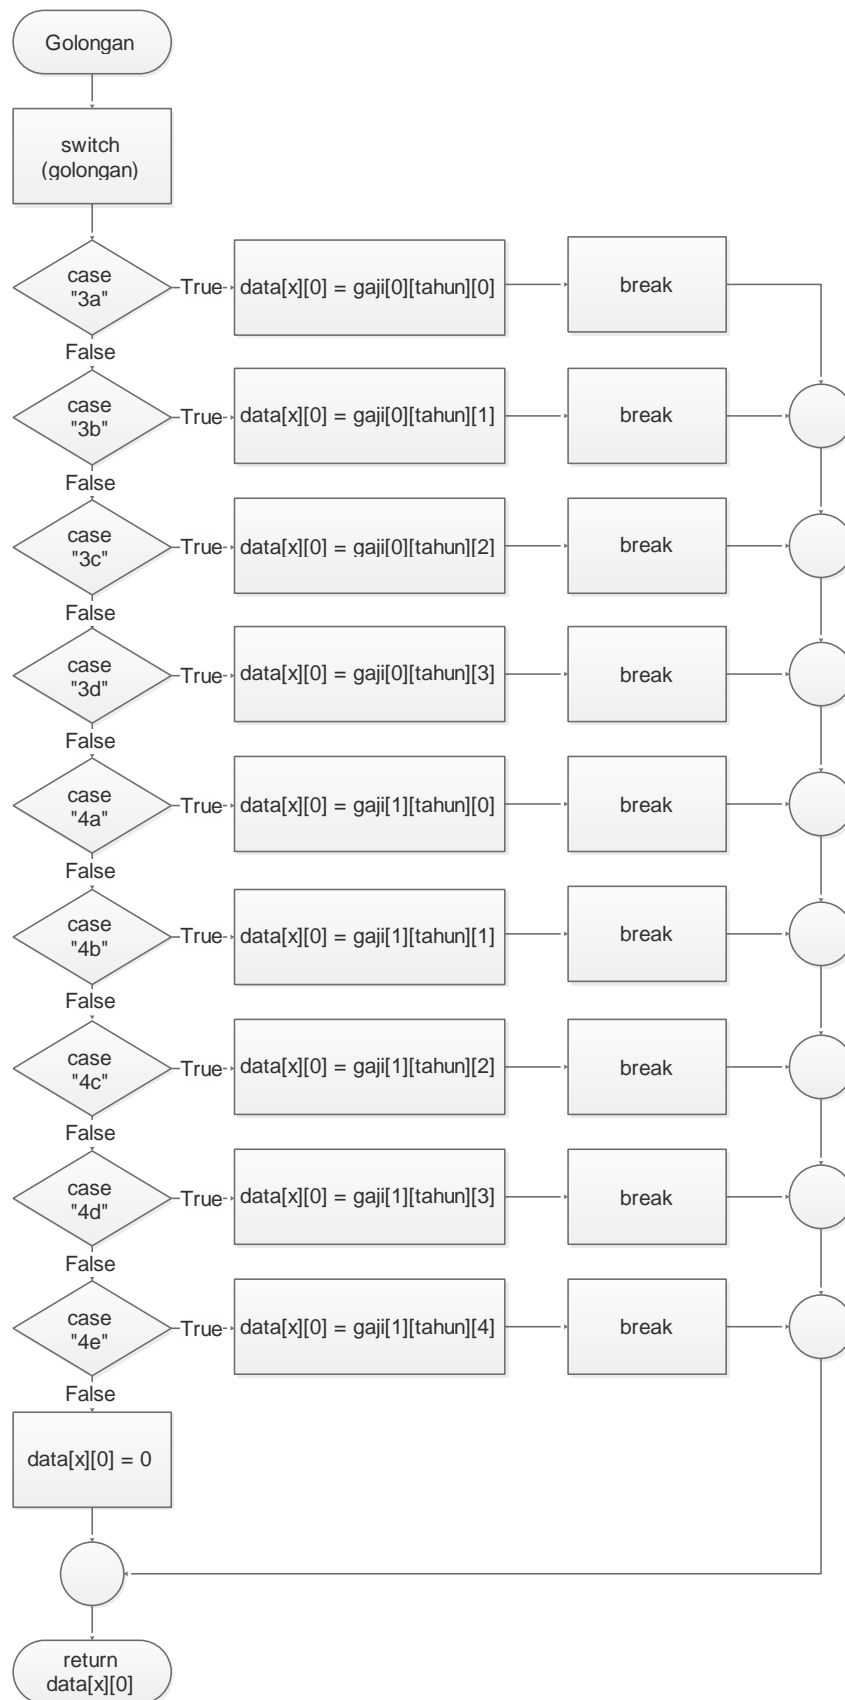 Golongan
switch
(golongan)
case
"3a"
True
data[x][0] = gaji[0][tahun][0]
break
False
case
"3b"
True
data[x][0] = gaji[0][tahun][1]
break
False
case
"3c"
True
data[x][0] = gaji[0][tahun][2]
break
False
case
"3d"
True
data[x][0] = gaji[0][tahun][3]
break
False
case
"4a"
True
data[x][0] = gaji[1][tahun][0]
break
False
case
"4b"
True
data[x][0] = gaji[1][tahun][1]
break
False
case
"4c"
True
data[x][0] = gaji[1][tahun][2]
break
False
case
"4d"
True
data[x][0] = gaji[1][tahun][3]
break
False
case
"4e"
True
data[x][0] = gaji[1][tahun][4]
break
False
data[x][0] = 0
return
data[x][0]